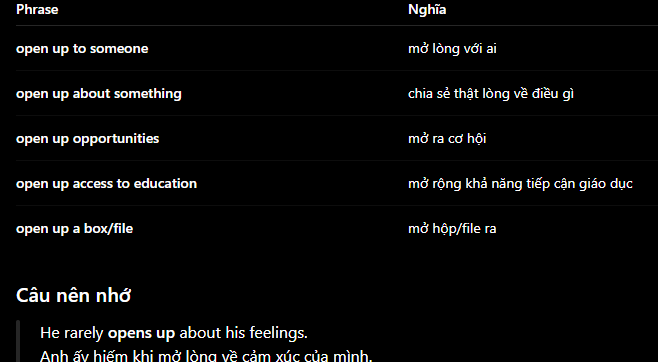 Phrase Nghĩa
open up to someone mở lòng với ai
open up about something chia sẻ thật lòng về điều gì
open up opportunities mở ra cơ hội
open up access to education mở rộng khả năng tiếp cận giáo dục
open up a box/file mở hộp/file ra
Câu nên nhớ
He rarely opens up about his feelings.
Anh ấy hiếm khi mở lòng về cảm xúc của mình.